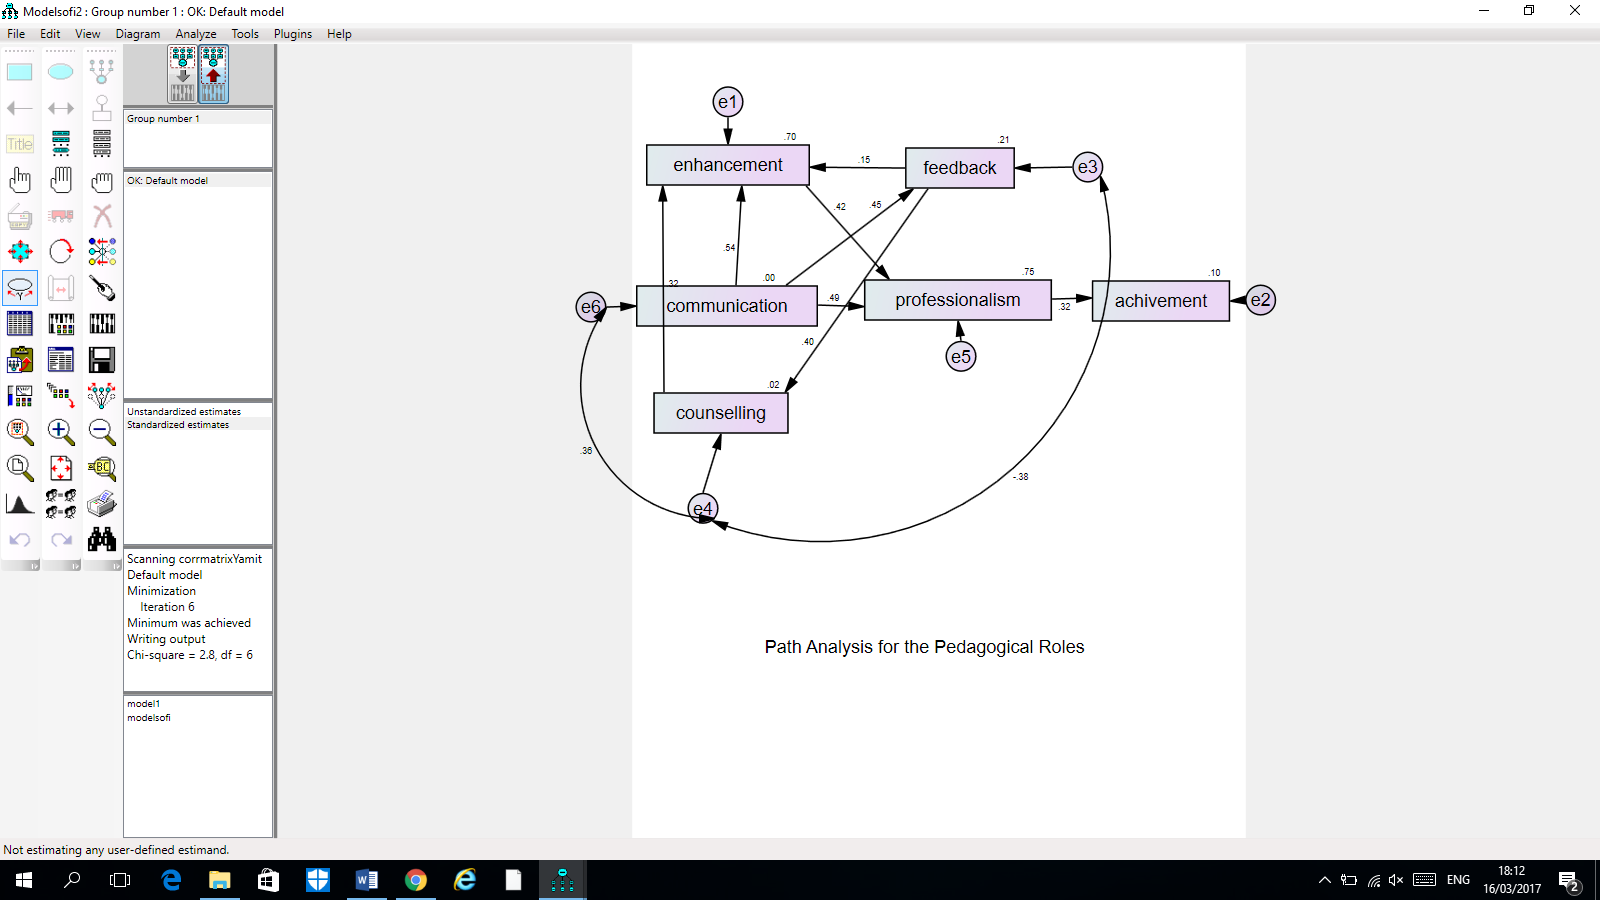 Modelsofi2 : Group number 1 : OK: Default model
File Edit View Diagram Analyze Tools Plugins Help
Title
Group number 1
OK: Default model
Unstandardized estimates
Standardized estimates
Scanning corrmatrixYamit
Default model
Minimization
Iteration 6
Minimum was achieved
Writing output
Chi-square = 2.8, df = 6
model1
modelsofi
e1
.70
.21
enhancement
.15
feedback
e3
.42
.45
.54
.32
.00
.75
.10
e6
communication
.49
professionalism
.32
achivement
e2
.40
e5
.02
counselling
.36
-.38
e4
Path Analysis for the Pedagogical Roles
Not estimating any user-defined estimand.
ENG
18:12
16/03/2017
2